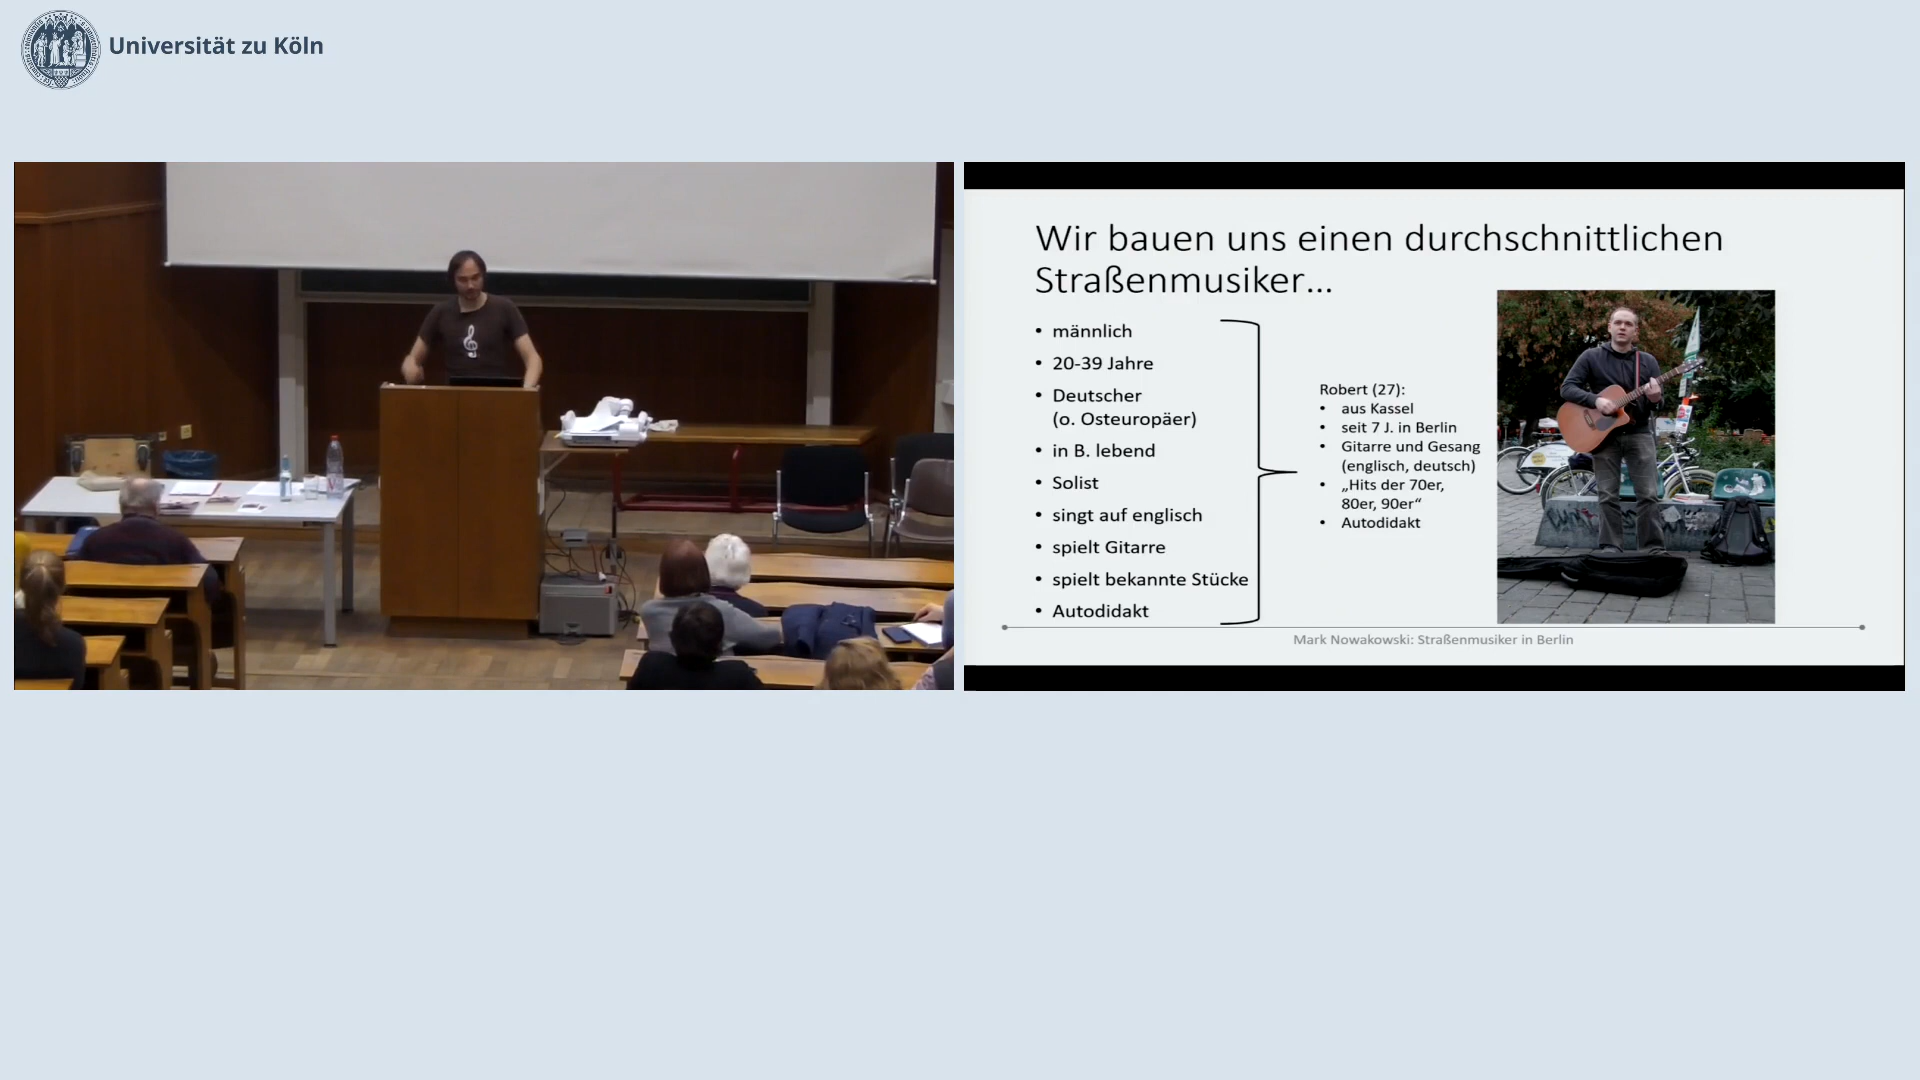 Universität zu Köln
Wir bauen uns einen durchschnittlichen
Straßenmusiker...
• männlich
• 20-39 Jahre
• Deutscher
(o. Osteuropäer)
• in B. lebend
• Solist
• singt auf englisch
• spielt Gitarre
• spielt bekannte Stücke
• Autodidakt
Robert (27):
• aus Kassel
• seit 7 J. in Berlin
• Gitarre und Gesang
(englisch, deutsch)
• „Hits der 70er,
80er, 90er“
• Autodidakt
Mark Nowakowski: Straßenmusiker in Berlin